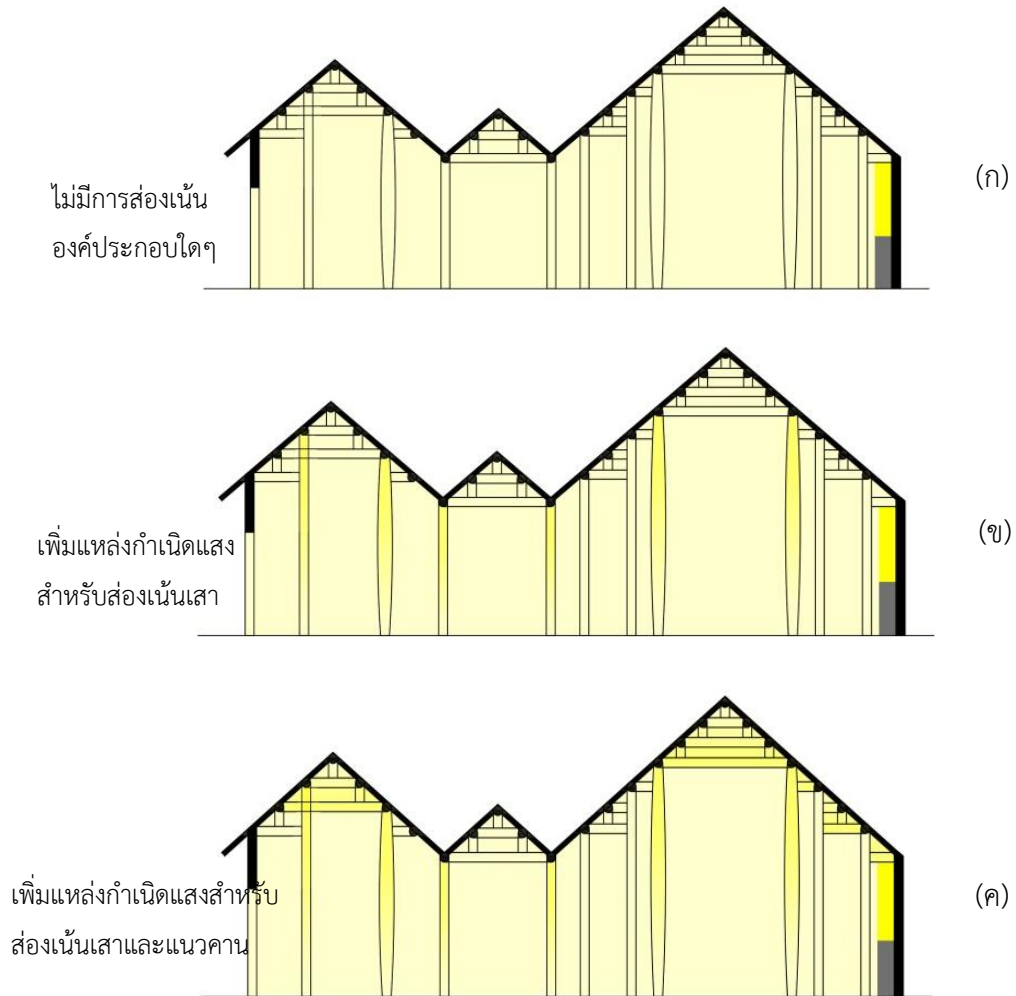 (ก)
ไม่มีการส่องเน้น
องค์ประกอบใดๆ
(ข)
เพิ่มแหล่งกำเนิดแสง
สำหรับส่องเน้นเสา
(ค)
เพิ่มแหล่งกำเนิดแสงสำหรับ
ส่องเน้นเสาและแนวคาน